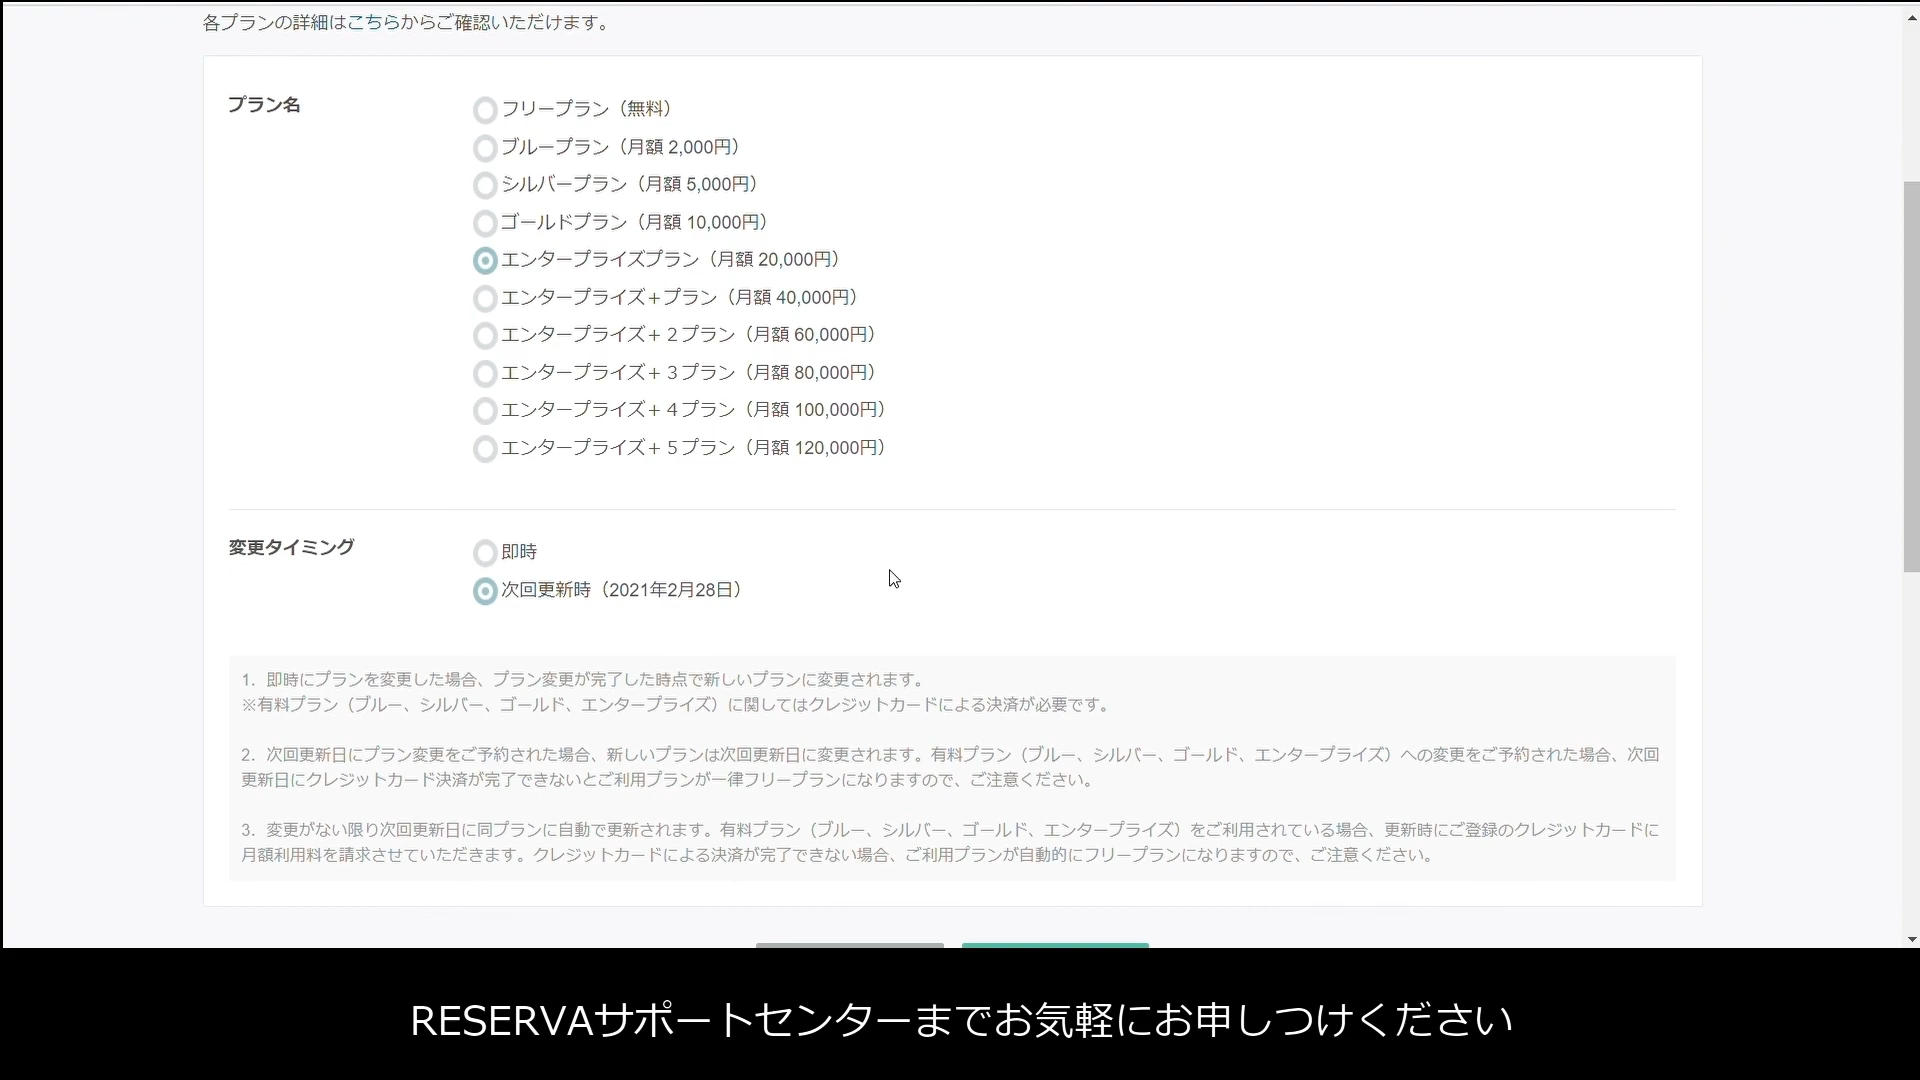 各プランの詳細はこちらからご確認いただけます。
プラン名
フリープラン（無料）
ブループラン（月額 2,000円）
シルバープラン（月額 5,000円）
ゴールドプラン（月額 10,000円）
エンタープライズプラン（月額 20,000円）
エンタープライズ＋プラン（月額 40,000円）
エンタープライズ＋２プラン（月額 60,000円）
エンタープライズ＋３プラン（月額 80,000円）
エンタープライズ＋４プラン（月額 100,000円）
エンタープライズ＋５プラン（月額 120,000円）
変更タイミング
即時
次回更新時（2021年2月28日）
1．即時にプランを変更した場合、プラン変更が完了した時点で新しいプランに変更されます。
※有料プラン（ブルー、シルバー、ゴールド、エンタープライズ）に関してはクレジットカードによる決済が必要です。
2．次回更新日にプラン変更をご予約された場合、新しいプランは次回更新日に変更されます。有料プラン（ブルー、シルバー、ゴールド、エンタープライズ）への変更をご予約された場合、次回
更新日にクレジットカード決済が完了できないとご利用プランが一律フリープランになりますので、ご注意ください。
3．変更がない限り次回更新日に同プランに自動で更新されます。有料プラン（ブルー、シルバー、ゴールド、エンタープライズ）をご利用されている場合、更新時にご登録のクレジットカードに
月額利用料を請求させていただきます。クレジットカードによる決済が完了できない場合、ご利用プランが自動的にフリープランになりますので、ご注意ください。
RESERVAサポートセンターまでお気軽にお申しつけください